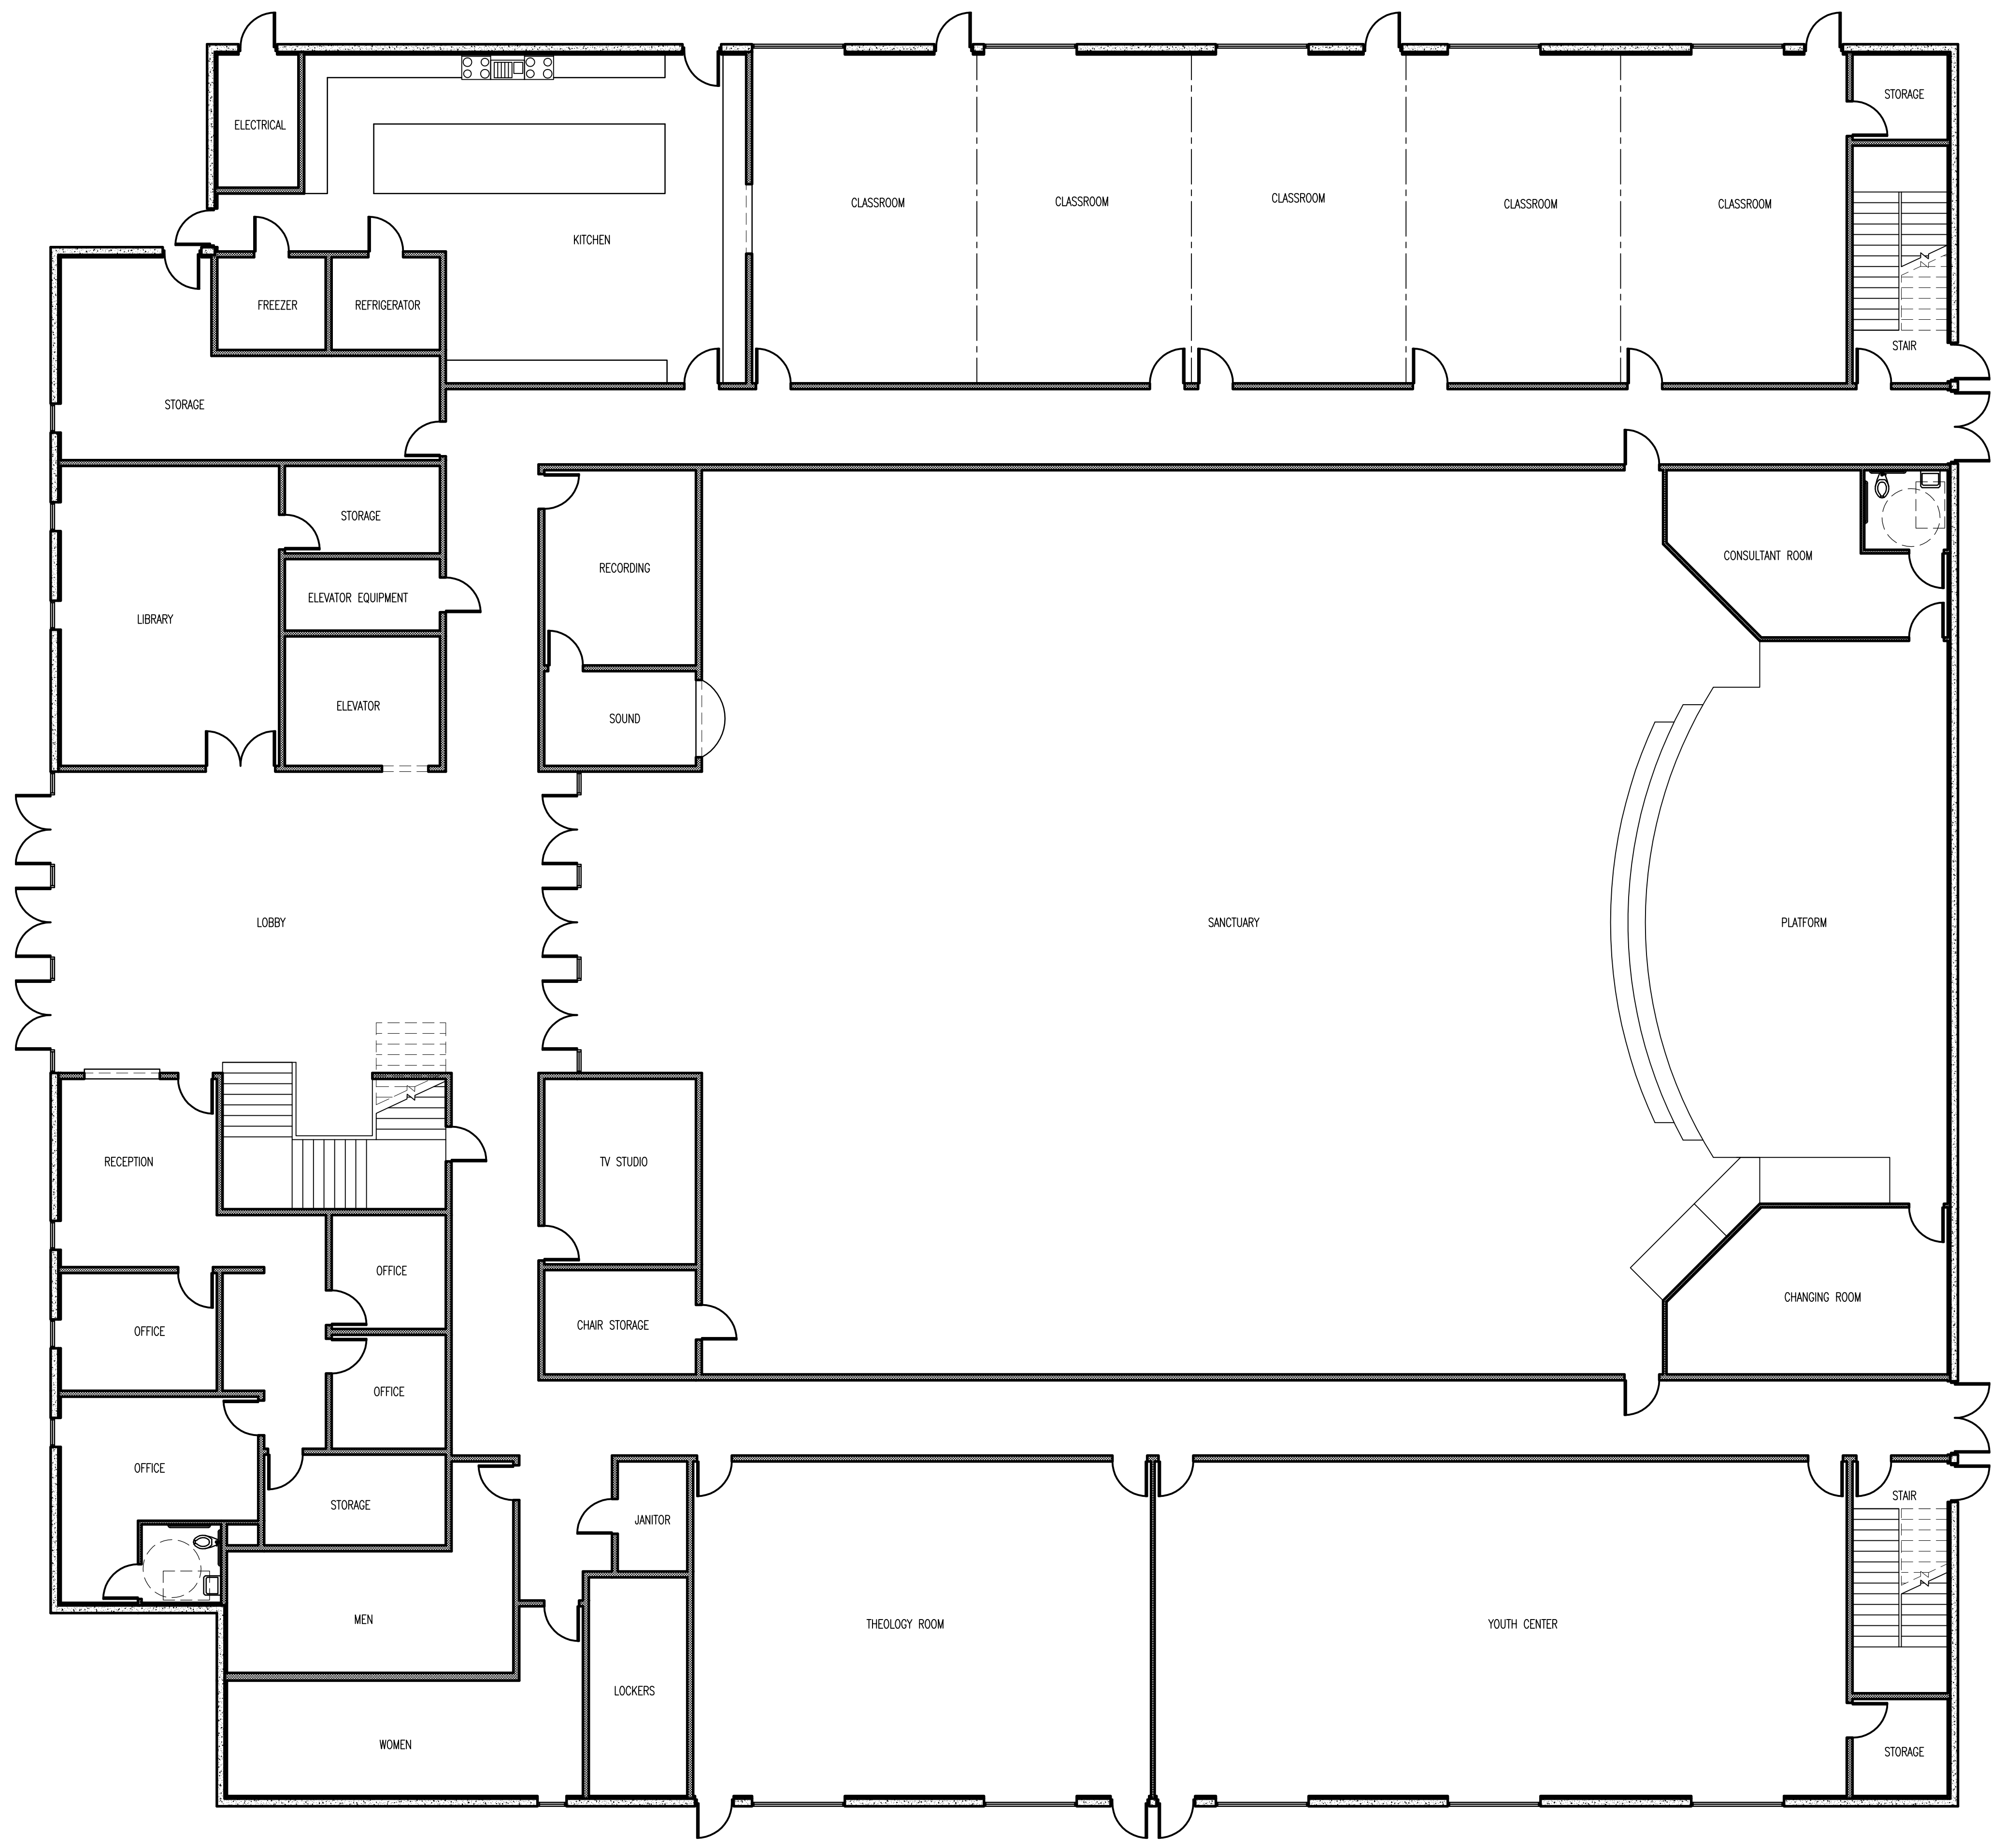 STORAGE
ELECTRICAL
CLASSROOM
CLASSROOM
CLASSROOM
CLASSROOM
CLASSROOM
KITCHEN
FREEZER
REFRIGERATOR
STAIR
STORAGE
STORAGE
RECORDING
CONSULTANT ROOM
ELEVATOR EQUIPMENT
LIBRARY
ELEVATOR
SOUND
LOBBY
SANCTUARY
PLATFORM
RECEPTION
TV STUDIO
OFFICE
CHANGING ROOM
OFFICE
CHAIR STORAGE
OFFICE
OFFICE
STORAGE
STAIR
JANITOR
MEN
THEOLOGY ROOM
YOUTH CENTER
LOCKERS
WOMEN
STORAGE